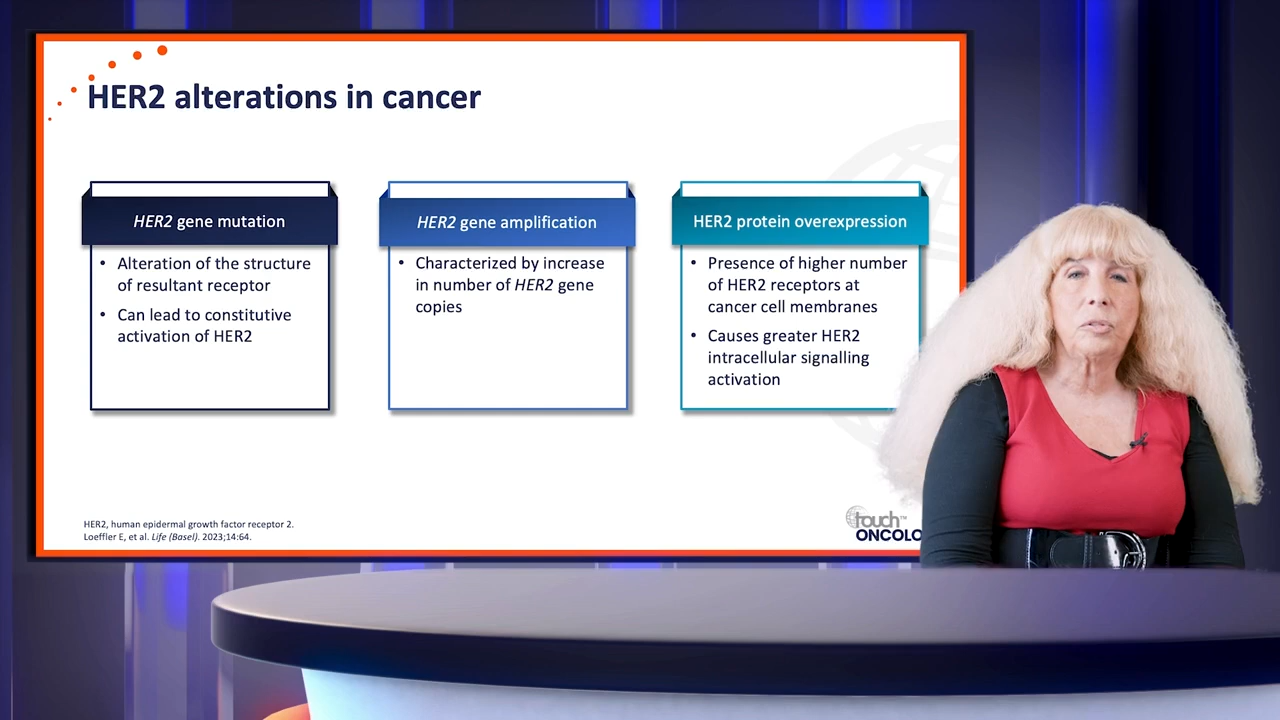 HER2 alterations in cancer
HER2 gene mutation
• Alteration of the structure
of resultant receptor
• Can lead to constitutive
activation of HER2
HER2 gene amplification
• Characterized by increase
in number of HER2 gene
copies
HER2 protein overexpression
• Presence of higher number
of HER2 receptors at
cancer cell membranes
• Causes greater HER2
intracellular signalling
activation
HER2, human epidermal growth factor receptor 2.
Loeffler E, et al. Life (Basel). 2023;14:64.
touch™
ONCOLO